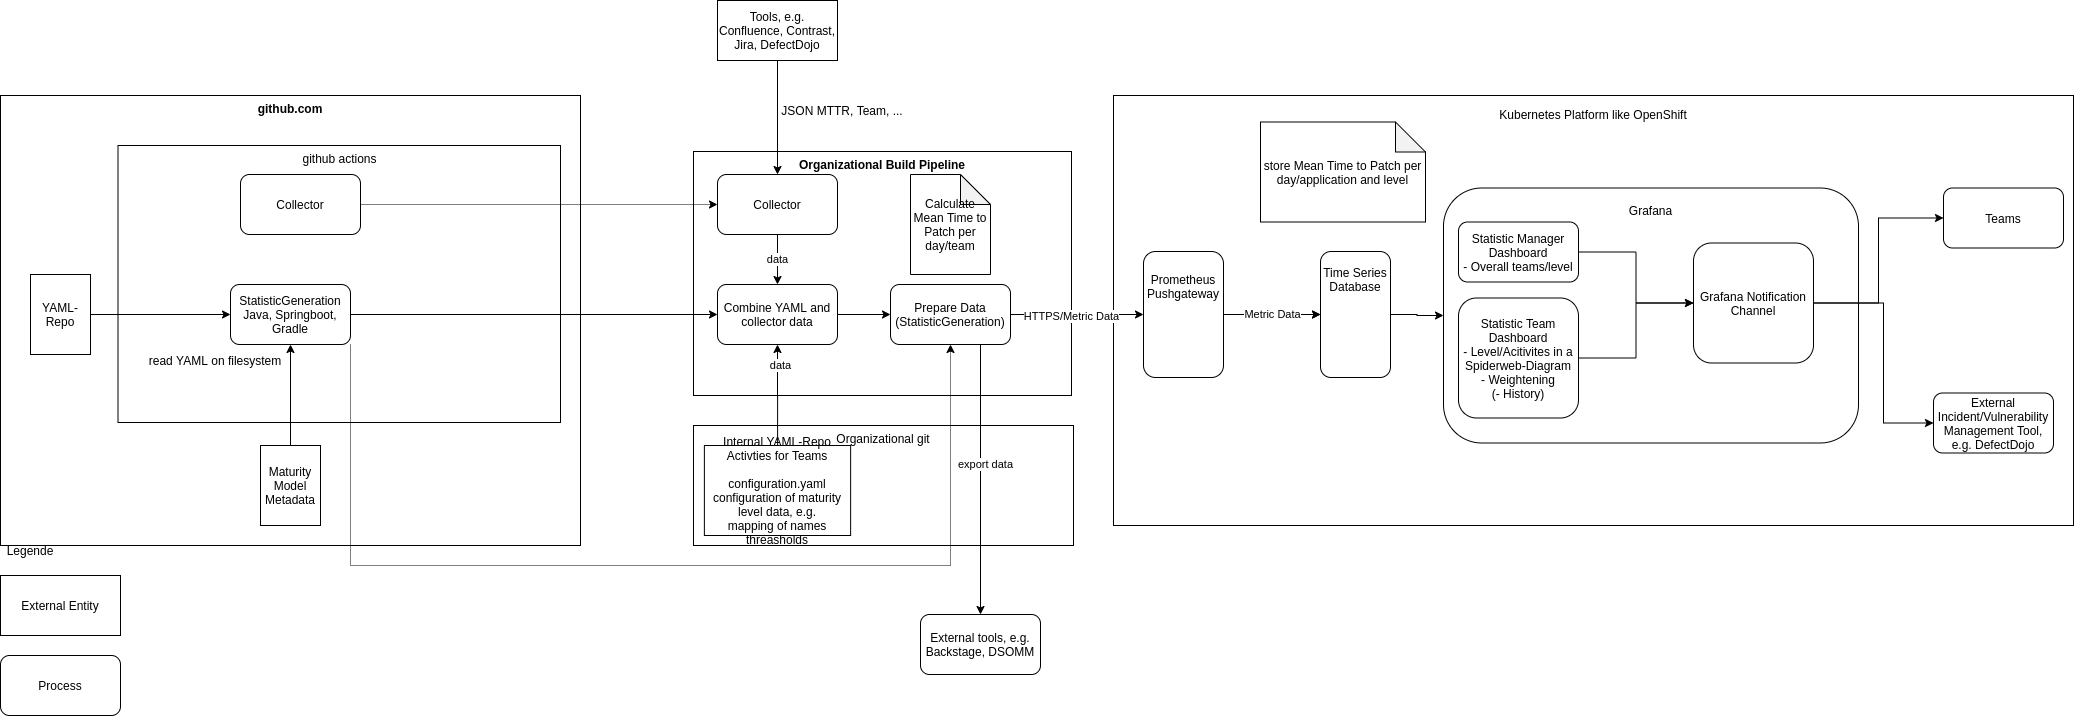 Tools, e.g.
Confluence, Contrast,
Jira, DefectDojo
JSON MTTR, Team, ...
github.com
github actions
Collector
YAML-
Repo
StatisticGeneration
Java, Springboot,
Gradle
read YAML on filesystem
Maturity
Model
Metadata
Organizational Build Pipeline
Collector
data
Calculate
Mean Time to
Patch per
day/team
Combine YAML and
collector data
Prepare Data
(StatisticGeneration)
data
HTTPS/Metric Data
Organizational git
Internal YAML-Repo
Activties for Teams
configuration.yaml
configuration of maturity
level data, e.g.
mapping of names
threasholds
export data
External tools, e.g.
Backstage, DSOMM
Kubernetes Platform like OpenShift
store Mean Time to Patch per
day/application and level
Prometheus
Pushgateway
Metric Data
Time Series
Database
Grafana
Statistic Manager
Dashboard
- Overall teams/level
Statistic Team
Dashboard
- Level/Acitivites in a
Spiderweb-Diagram
- Weightening
(- History)
Grafana Notification
Channel
Teams
External
Incident/Vulnerability
Management Tool,
e.g. DefectDojo
Legende
External Entity
Process